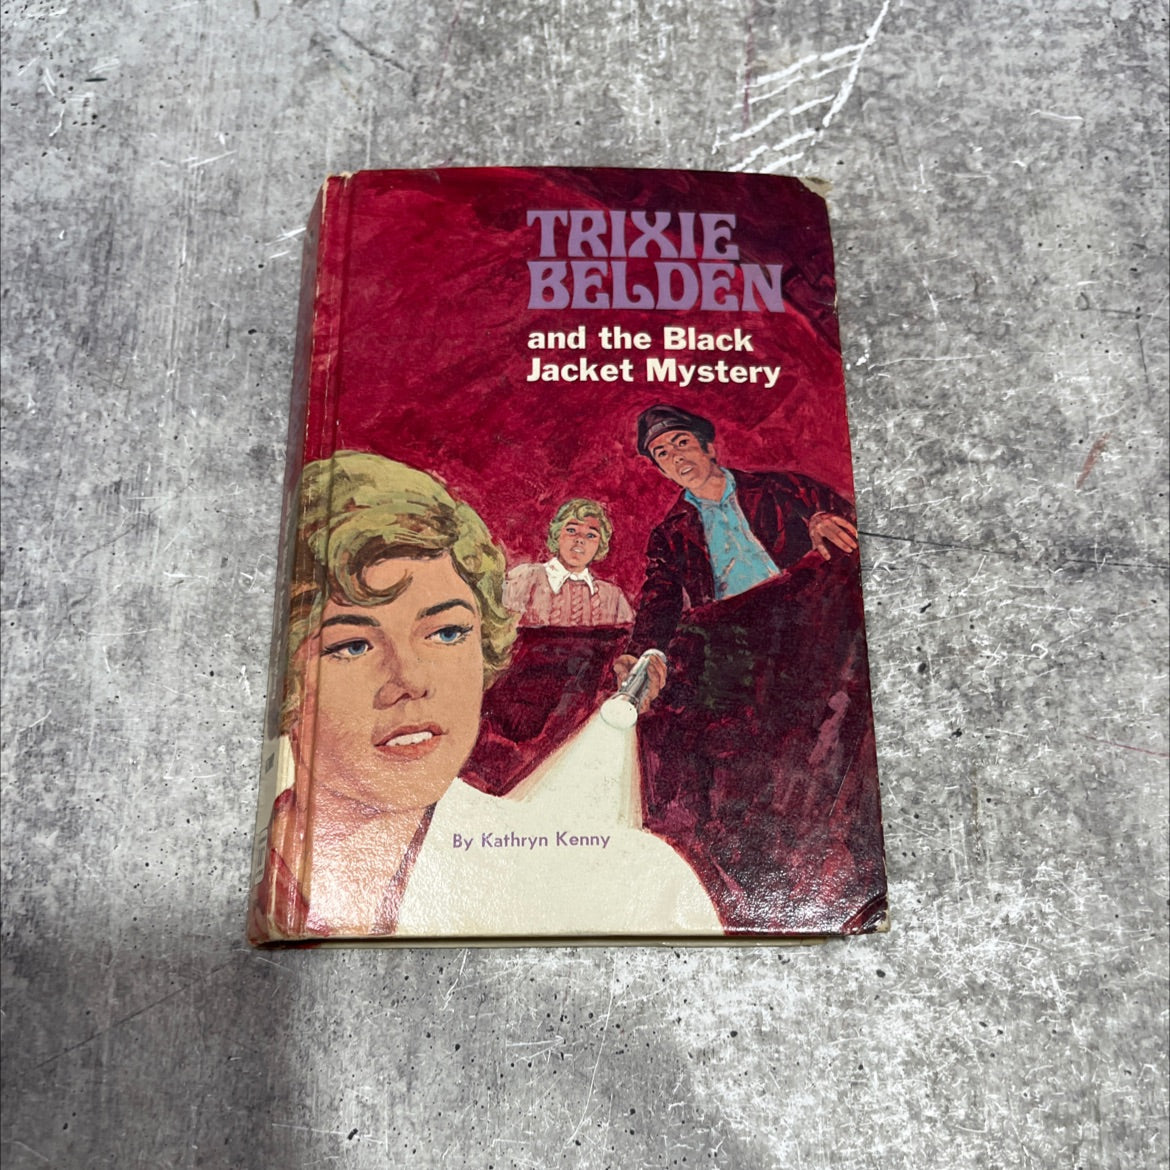 TRIXIE
BELDEN
and the Black
Jacket Mystery
By Kathryn Kenny